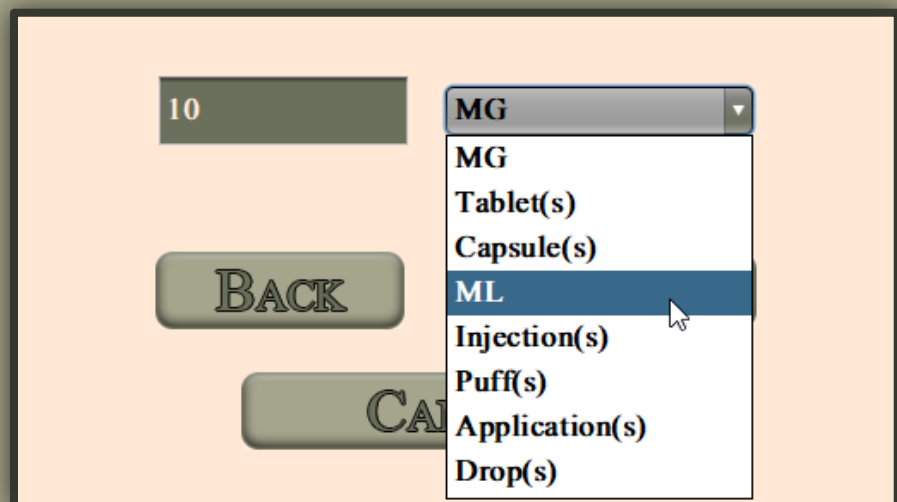 10
MG
MG
Tablet(s)
Capsule(s)
ML
Injection(s)
Puff(s)
Application(s)
Drop(s)
BACK